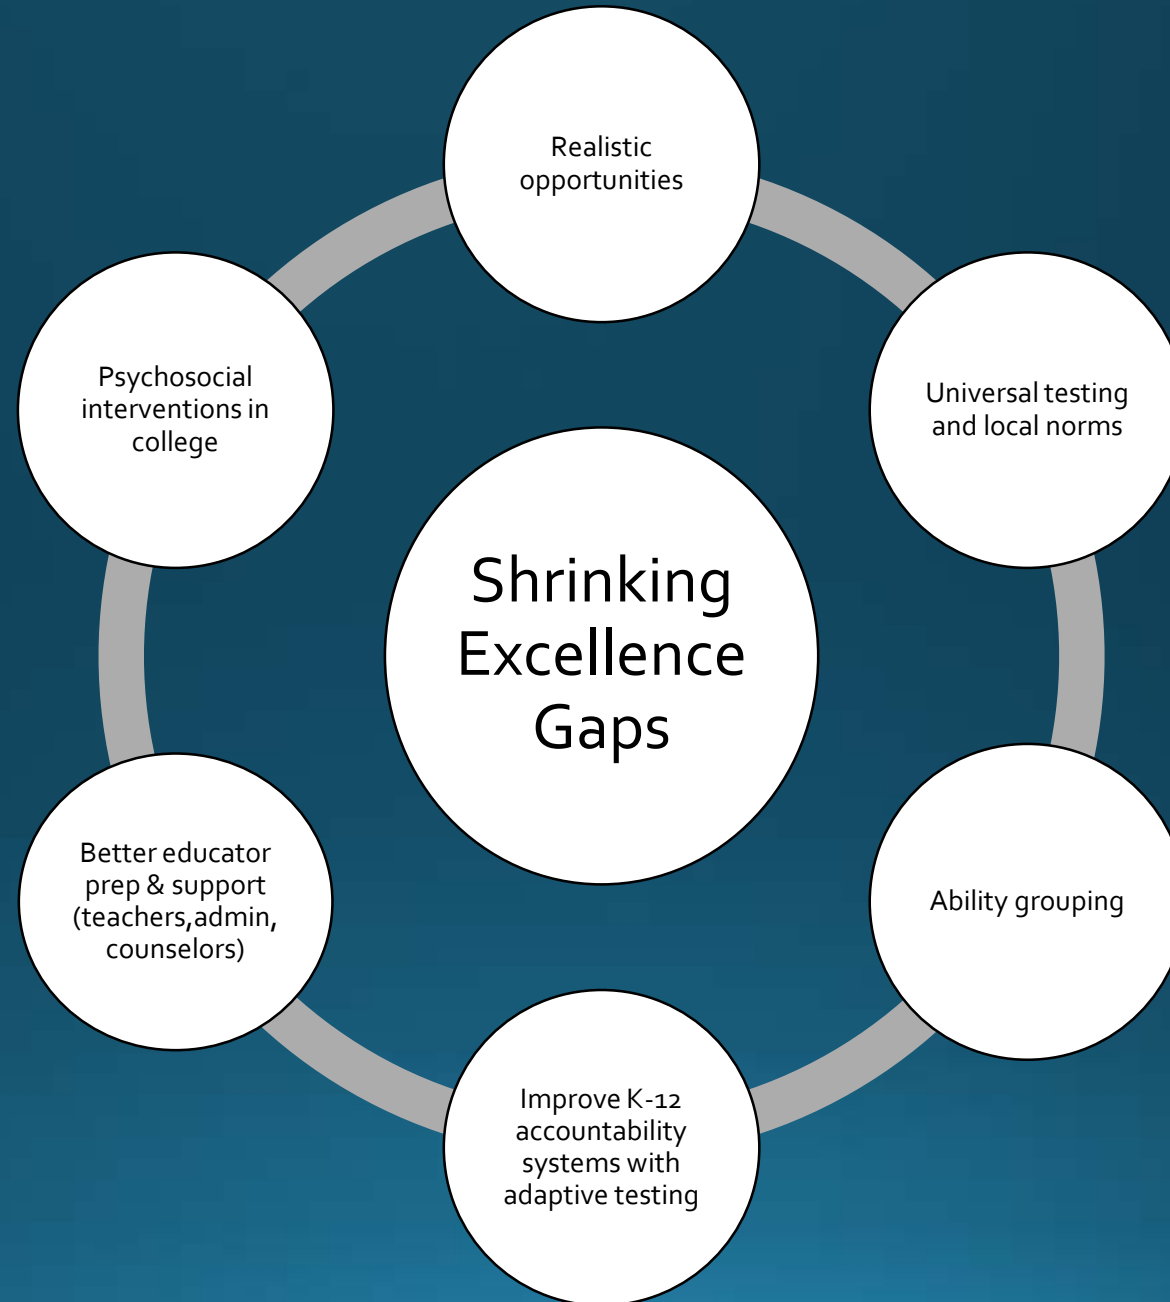 Realistic
opportunities
Universal testing
and local norms
Ability grouping
Improve K-12
accountability
systems with
adaptive testing
Better educator
prep & support
(teachers,admin,
counselors)
Psychosocial
interventions in
college
Shrinking
Excellence
Gaps